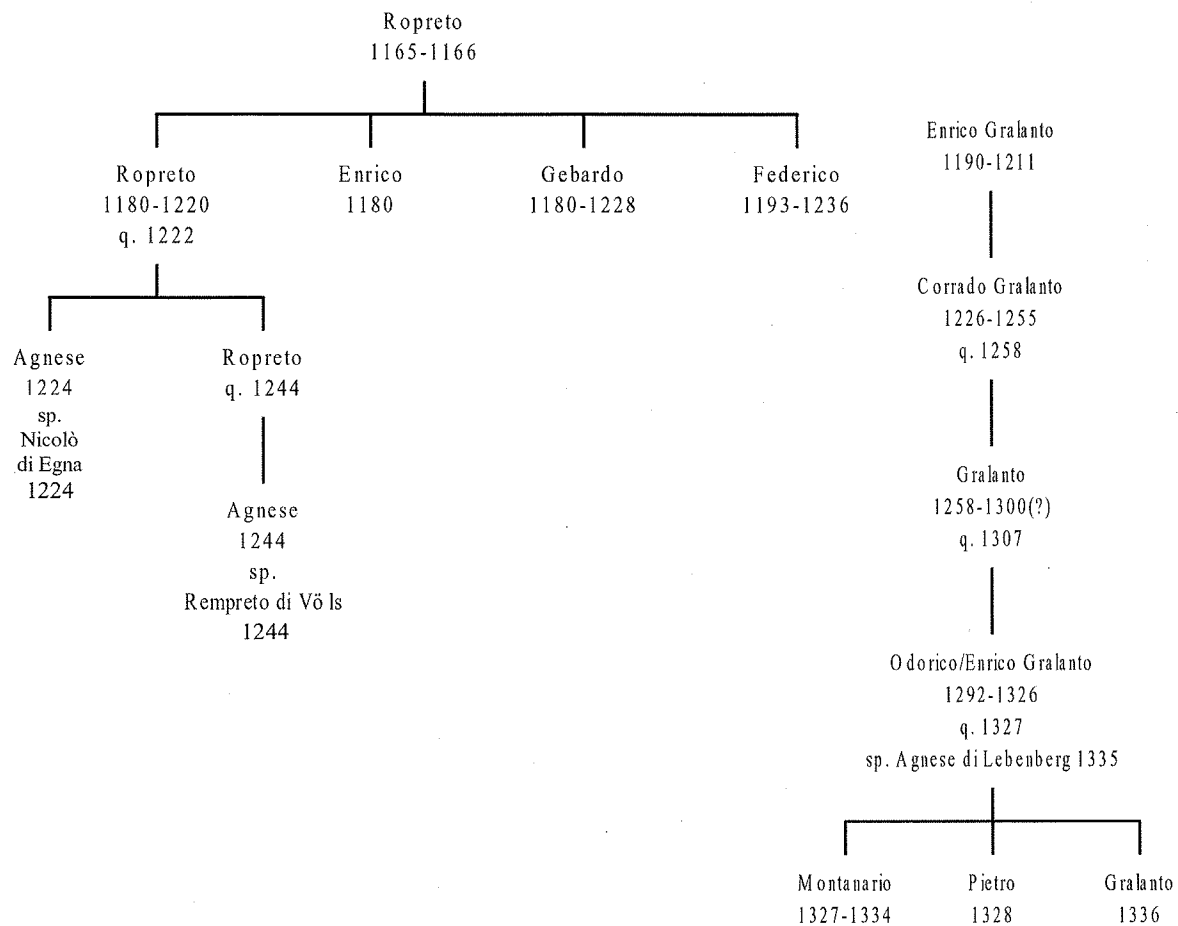 Ropreto
1165-1166
Ropreto
1180-1220
q. 1222
Enrico
1180
Gebardo
1180-1228
Federico
1193-1236
Agnese
1224
sp.
Nicolò
di Egna
1224
Ropreto
q. 1244
Agnese
1244
sp.
Rempreto di Völs
1244
Enrico Gralanto
1190-1211
Corrado Gralanto
1226-1255
q. 1258
Gralanto
1258-1300(?)
q. 1307
Odorico/Enrico Gralanto
1292-1326
q. 1327
sp. Agnese di Lebenberg 1335
Montanario
1327-1334
Pietro
1328
Gralanto
1336